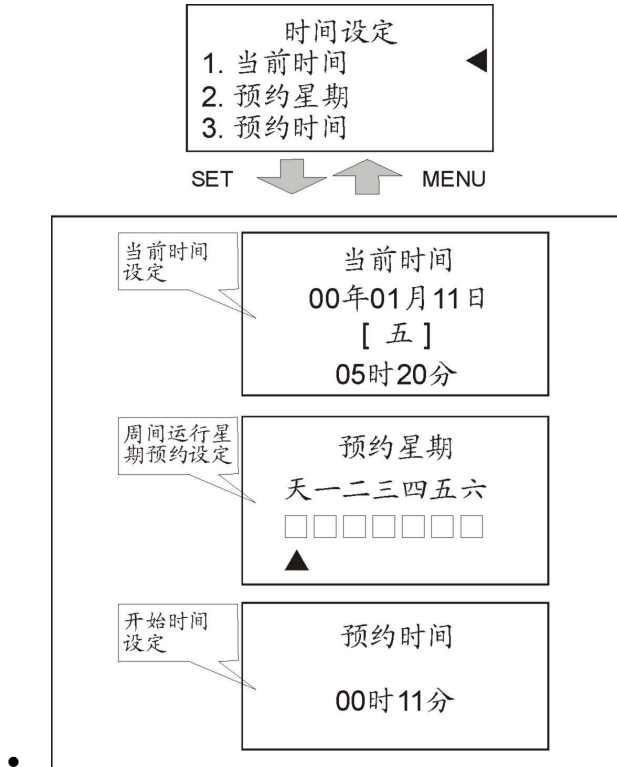 时间设定
1. 当前时间
2. 预约星期
3. 预约时间
SET MENU
当前时间
设定
当前时间
00年01月11日
[ 五 ]
05时20分
周间运行星
期预约设定
预约星期
天一二三四五六
开始时间
设定
预约时间
00时11分